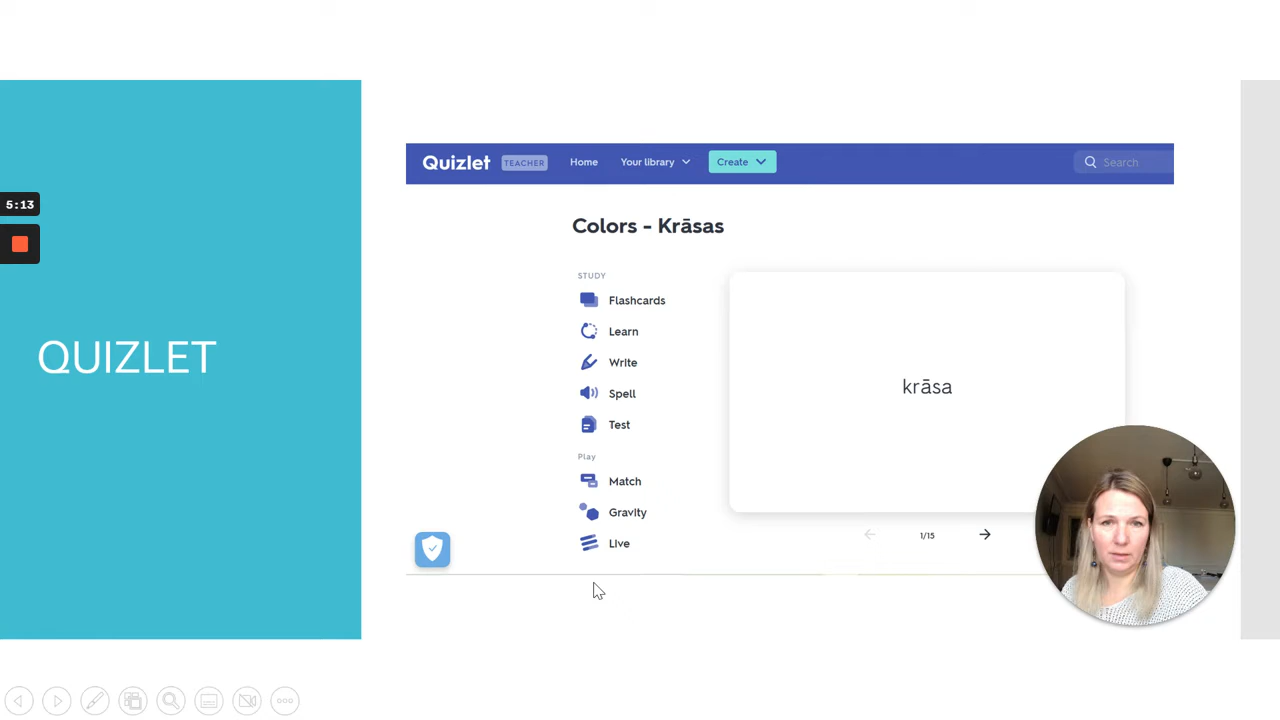 5:13
QUIZLET
Quizlet TEACHER Home Your library Create Search
Colors - Krāsas
STUDY
Flashcards
Learn
Write
Spell
Test
Play
Match
Gravity
Live
krāsa
1/15